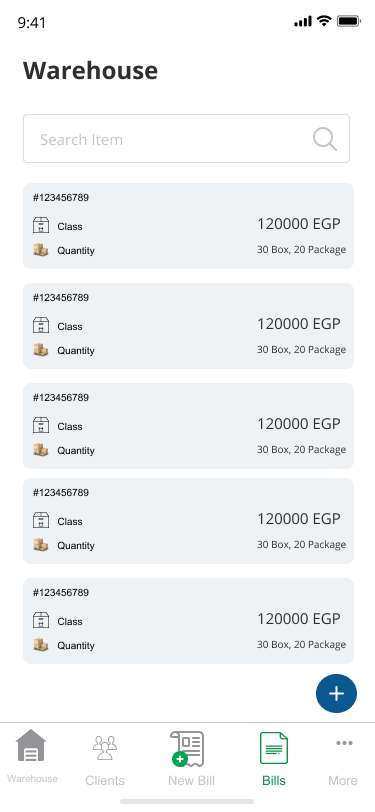 9:41
Warehouse
Search Item
#123456789
Class 120000 EGP
Quantity 30 Box, 20 Package
#123456789
Class 120000 EGP
Quantity 30 Box, 20 Package
#123456789
Class 120000 EGP
Quantity 30 Box, 20 Package
#123456789
Class 120000 EGP
Quantity 30 Box, 20 Package
#123456789
Class 120000 EGP
Quantity 30 Box, 20 Package
Warehouse Clients New Bill Bills More